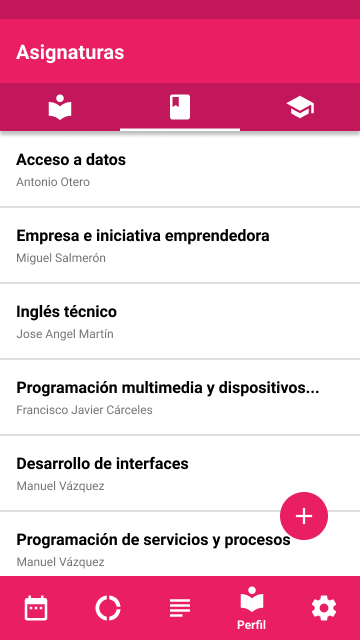 Asignaturas
Acceso a datos
Antonio Otero
Empresa e iniciativa emprendedora
Miguel Salmerón
Inglés técnico
Jose Angel Martín
Programación multimedia y dispositivos...
Francisco Javier Cárceles
Desarrollo de interfaces
Manuel Vázquez
Programación de servicios y procesos
Manuel Vázquez
Perfil